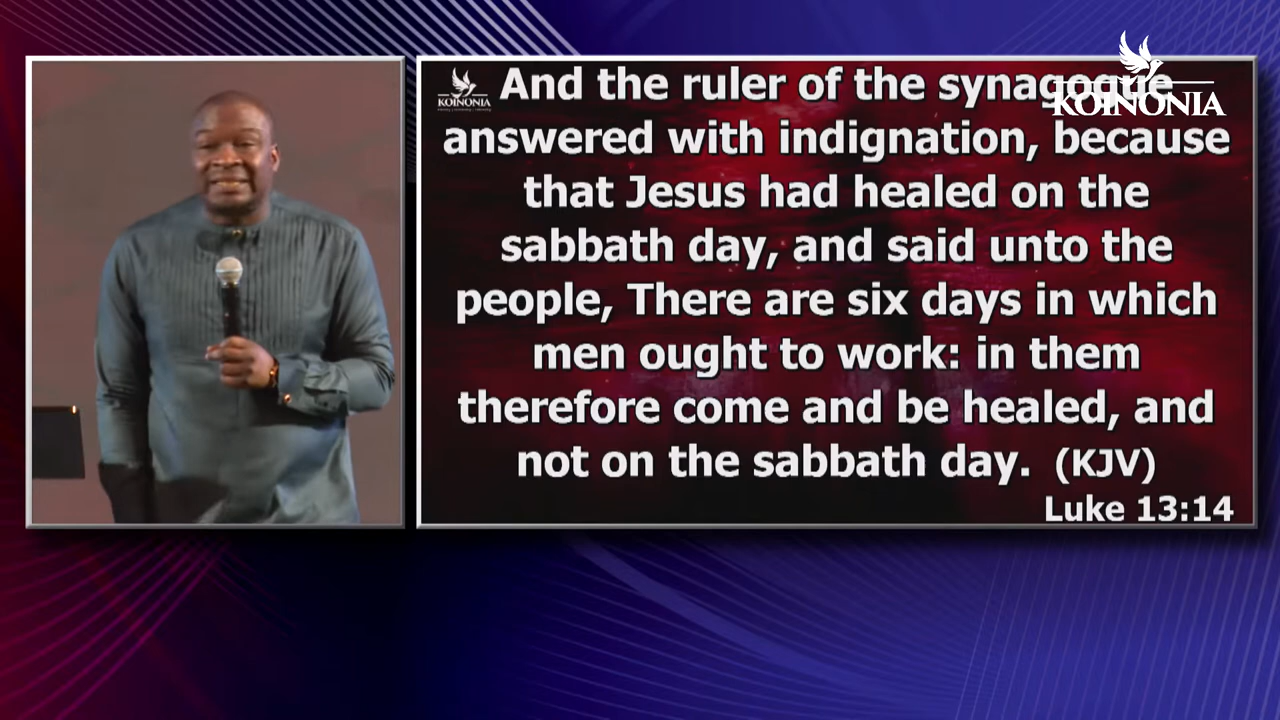 KOINONIA
KOINONIA
And the ruler of the synagogue
answered with indignation, because
that Jesus had healed on the
sabbath day, and said unto the
people, There are six days in which
men ought to work: in them
therefore come and be healed, and
not on the sabbath day. (KJV)
Luke 13:14